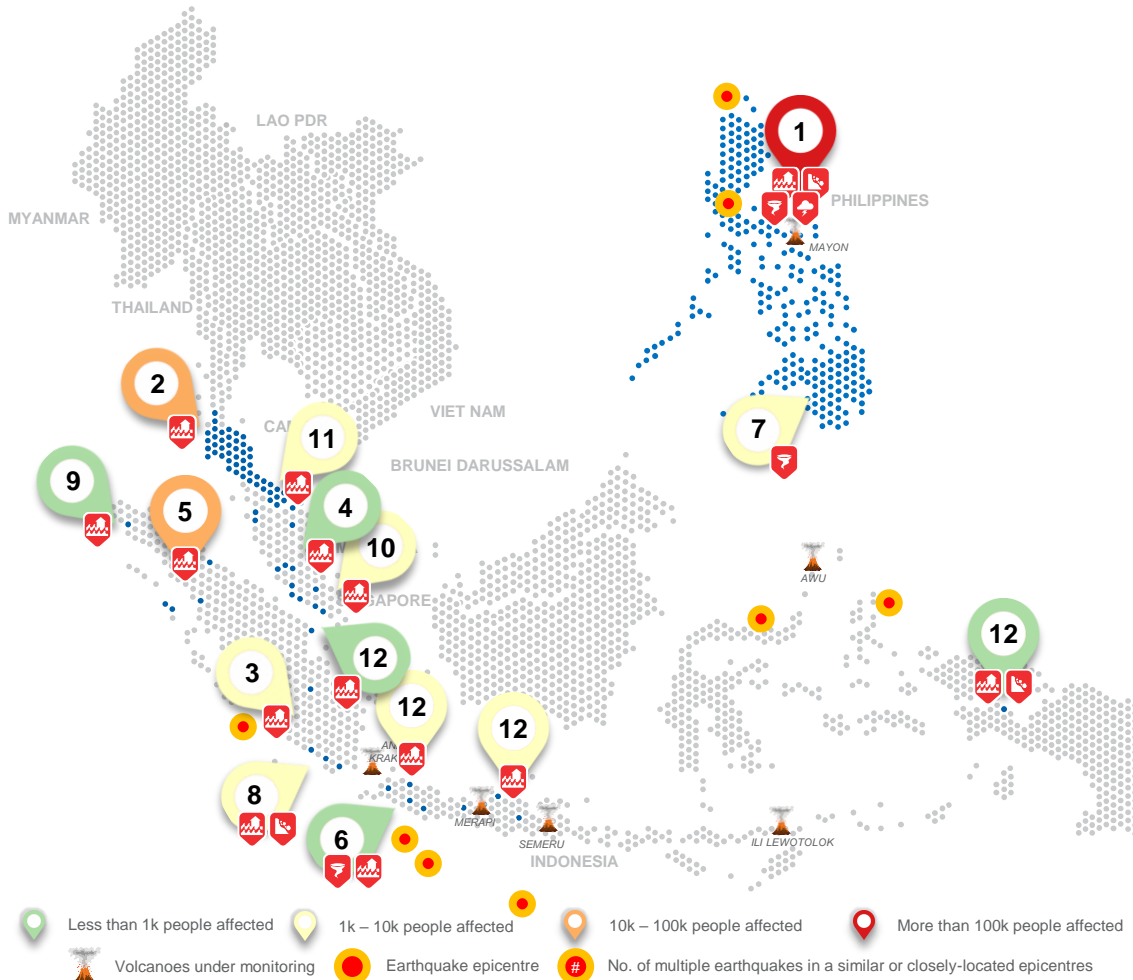 LAO PDR
1
MYANMAR
PHILIPPINES
MAYON
THAILAND
2
VIET NAM
11
7
BRUNEI DARUSSALAM
9
5
4
10
AWU
12
12
3
12
12
8
MERAPI
6
SEMERU
ILI LEWOTOLOK
INDONESIA
Less than 1k people affected
1k – 10k people affected
10k – 100k people affected
More than 100k people affected
Volcanoes under monitoring
Earthquake epicentre
#
No. of multiple earthquakes in a similar or closely-located epicentres